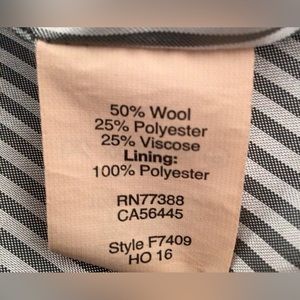 50% Wool
25% Polyester
25% Viscose
Lining:
100% Polyester
RN77388
CA56445
Style F7409
HO 16